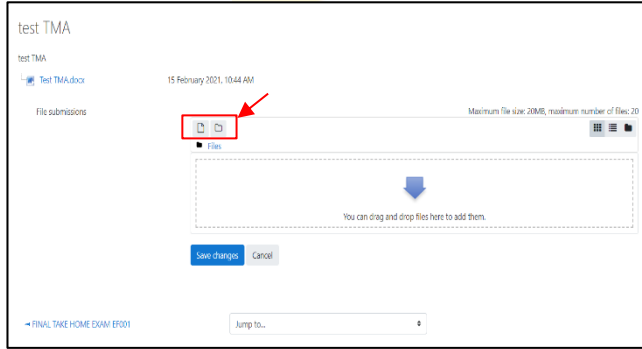 test TMA
test TMA
Test TMA.docx 15 February 2021, 10:44 AM
File submissions
Maximum file size: 20MB, maximum number of files: 20
Files
You can drag and drop files here to add them.
Save changes Cancel
◄ FINAL TAKE HOME EXAM EF001
Jump to...